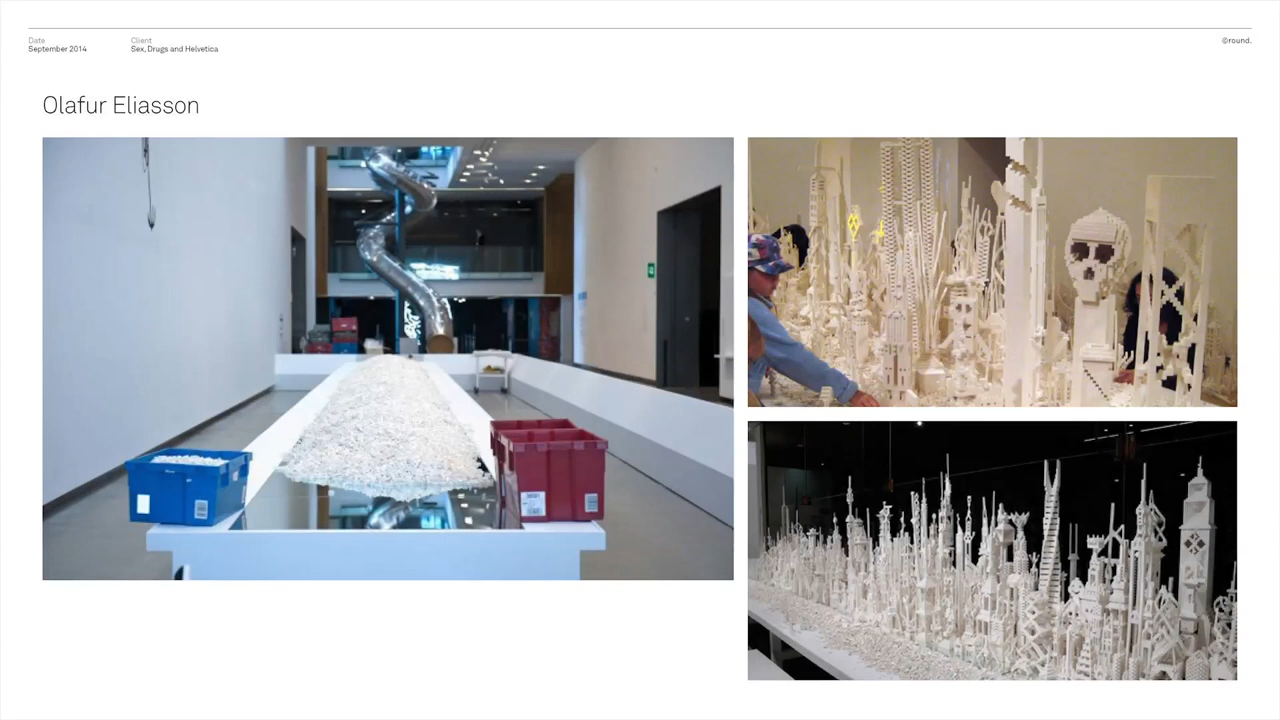 Date
September 2014
Client
Sex, Drugs and Helvetica
©round.
Olafur Eliasson